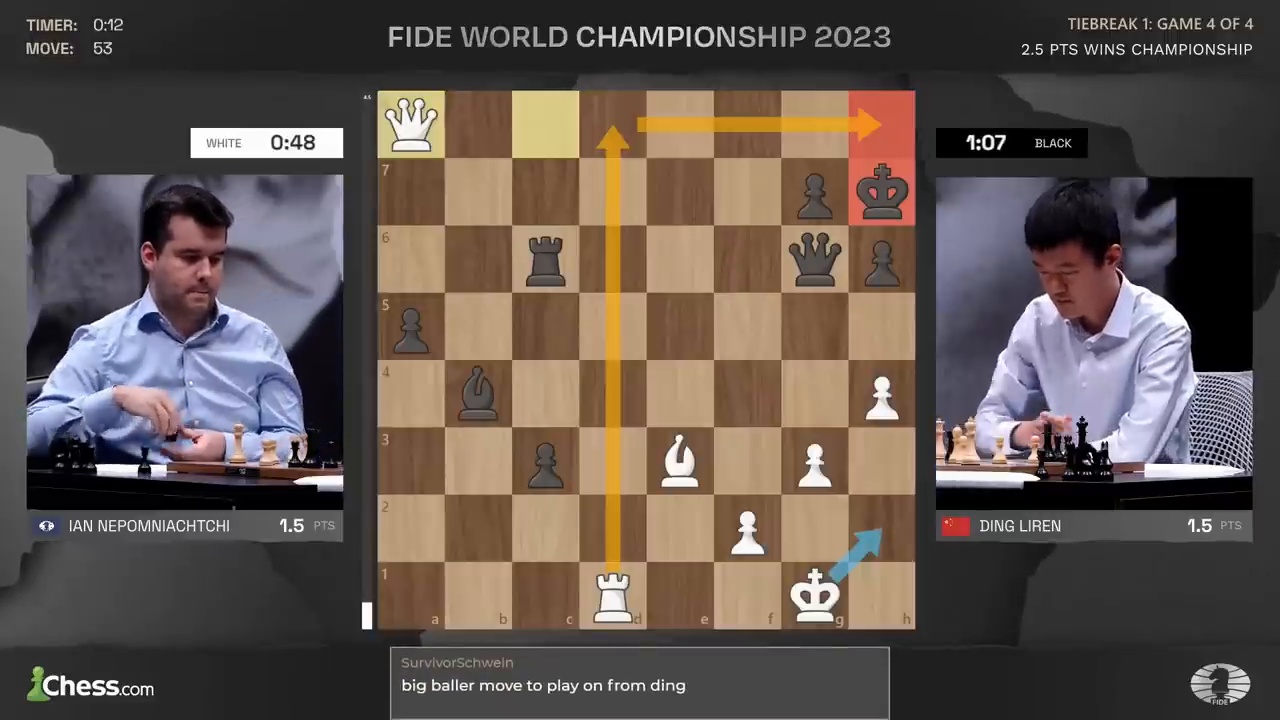 TIMER: 0:12
MOVE: 53
FIDE WORLD CHAMPIONSHIP 2023
TIEBREAK 1: GAME 4 OF 4
2.5 PTS WINS CHAMPIONSHIP
WHITE 0:48
1:07 BLACK
4.5
7
6
5
4
3
2
1
a b c d e f g h
IAN NEPOMNIACHTCHI 1.5 PTS
DING LIREN 1.5 PTS
SurvivorSchwein
big baller move to play on from ding
Chess.com
FIDE